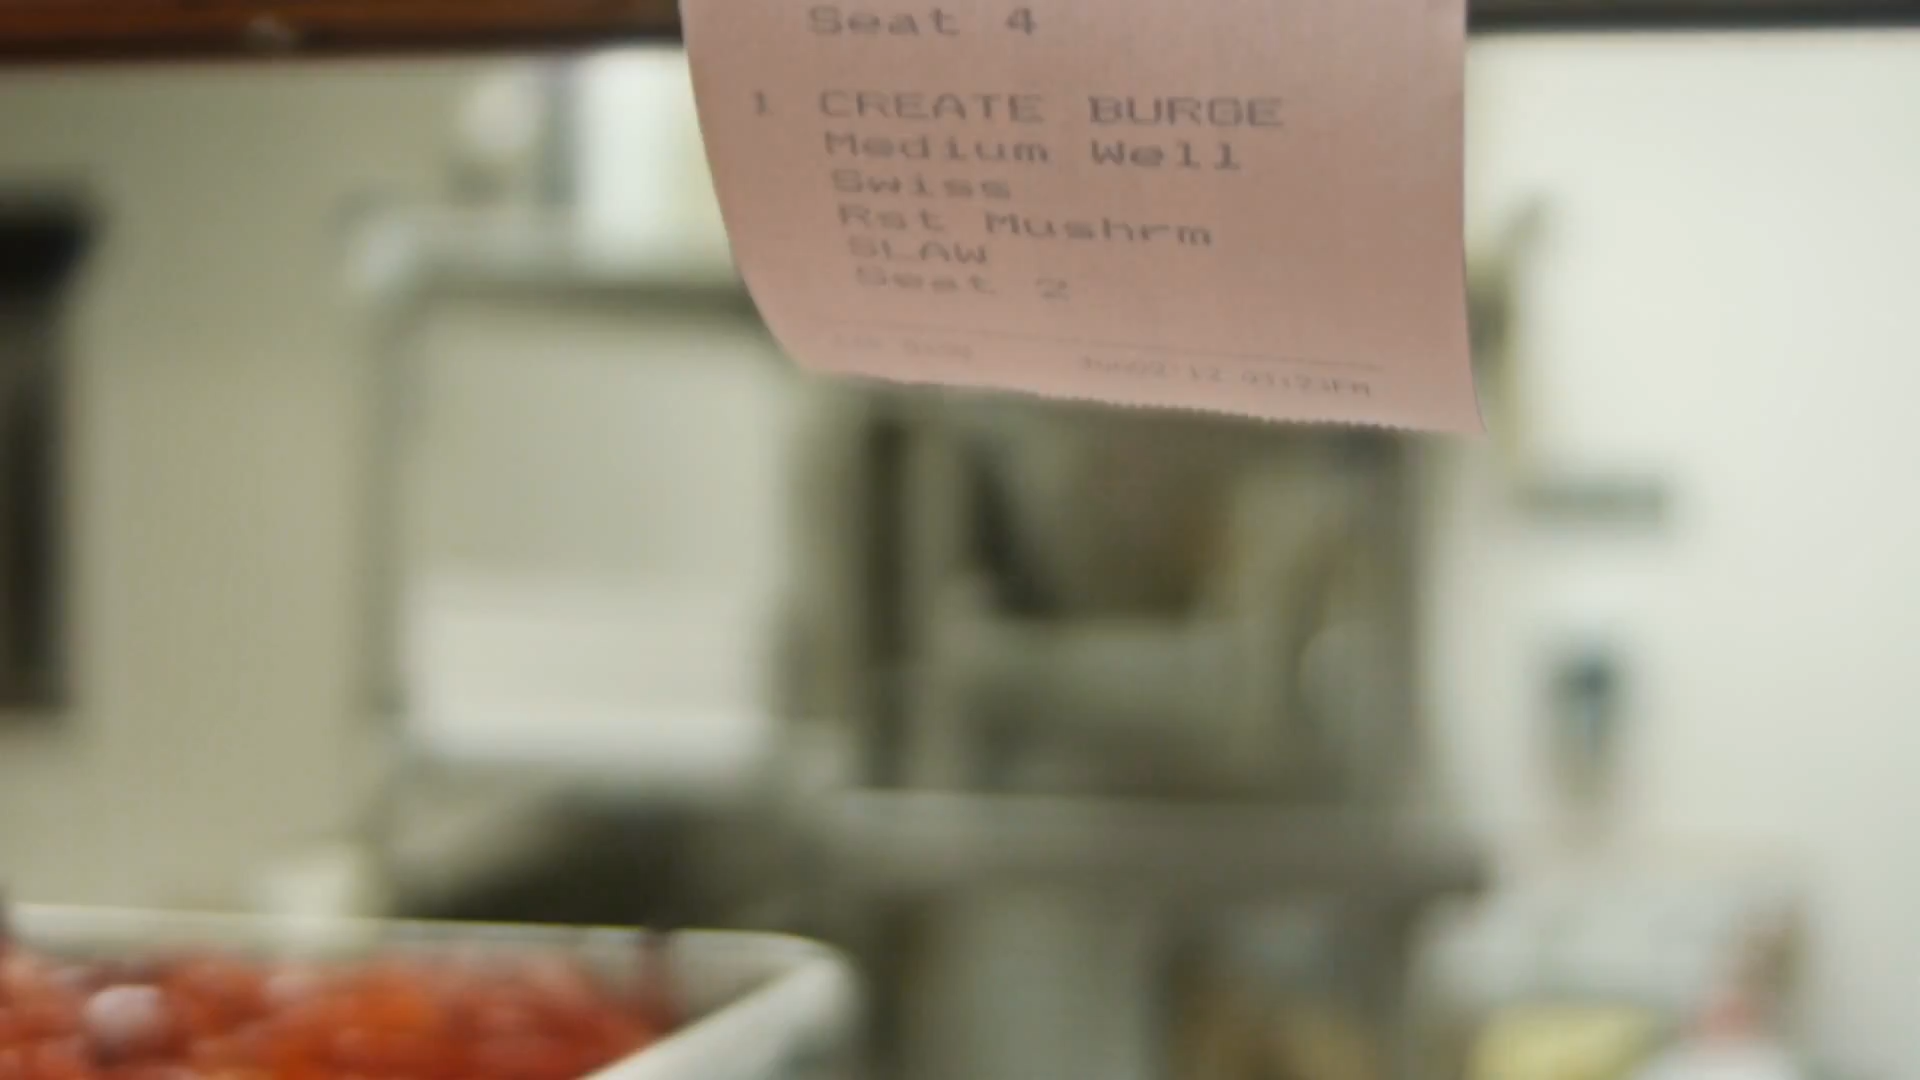 Seat 4
1 CREATE BURGE
Medium Well
Swiss
Rst Mushrm
SLAW
Seat 2